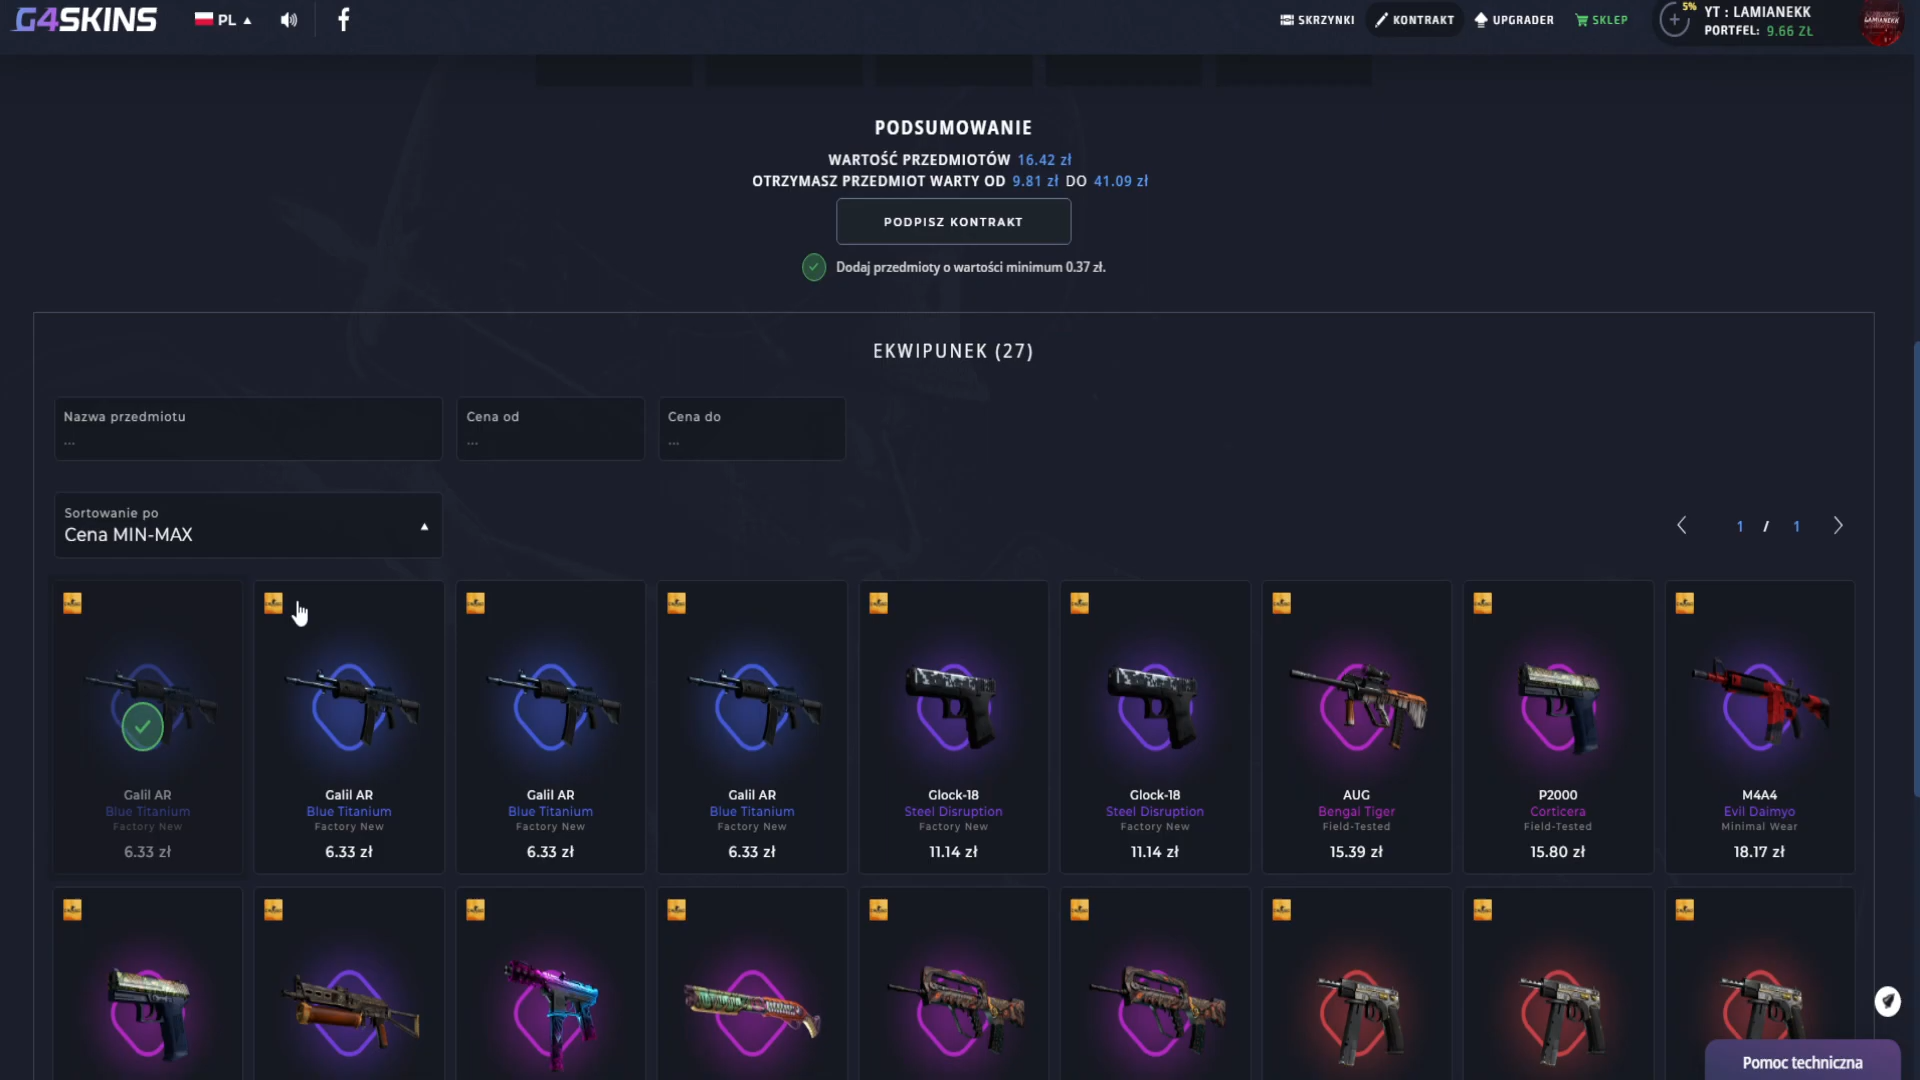 G4SKINS
PL
SKRZYNKI
KONTRAKT
UPGRADER
SKLEP
5%
YT : LAMIANEKK
PORTFEL: 9.66 ZŁ
LAMIANEKK
PODSUMOWANIE
WARTOŚĆ PRZEDMIOTÓW 16.42 zł
OTRZYMASZ PRZEDMIOT WARTY OD 9.81 zł DO 41.09 zł
PODPISZ KONTRAKT
Dodaj przedmioty o wartości minimum 0.37 zł.
EKWIPUNEK (27)
Nazwa przedmiotu
...
Cena od
...
Cena do
...
Sortowanie po
Cena MIN-MAX
1 / 1
Galil AR
Blue Titanium
Factory New
6.33 zł
Galil AR
Blue Titanium
Factory New
6.33 zł
Galil AR
Blue Titanium
Factory New
6.33 zł
Galil AR
Blue Titanium
Factory New
6.33 zł
Glock-18
Steel Disruption
Factory New
11.14 zł
Glock-18
Steel Disruption
Factory New
11.14 zł
AUG
Bengal Tiger
Field-Tested
15.39 zł
P2000
Corticera
Field-Tested
15.80 zł
M4A4
Evil Daimyo
Minimal Wear
18.17 zł
Pomoc techniczna